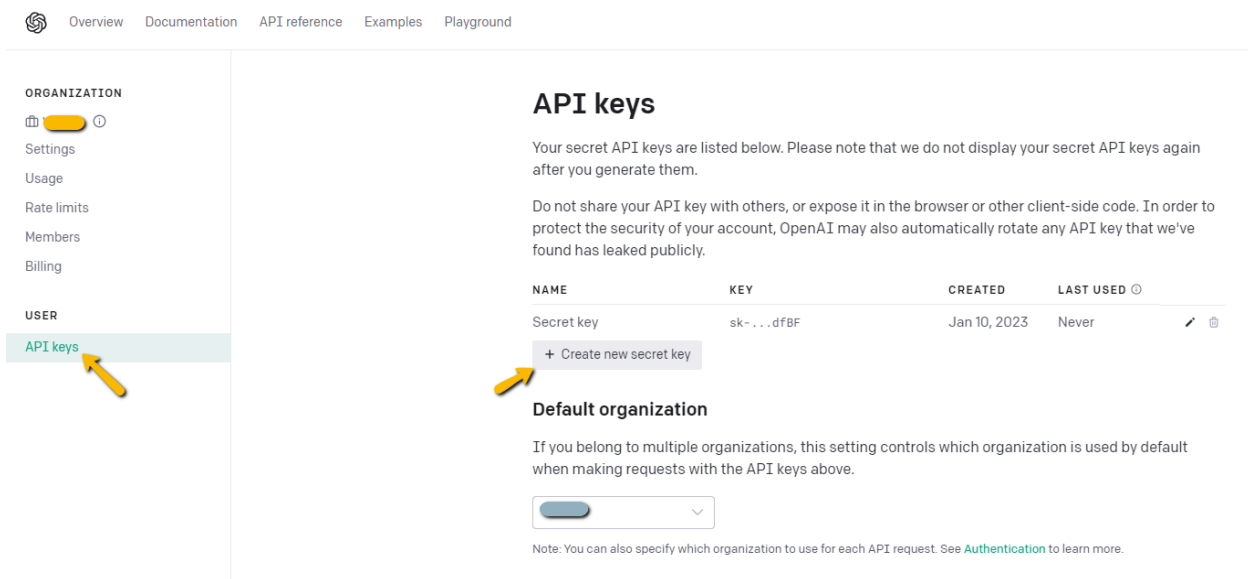 Overview Documentation API reference Examples Playground
ORGANIZATION
Settings
Usage
Rate limits
Members
Billing
USER
API keys
API keys
Your secret API keys are listed below. Please note that we do not display your secret API keys again
after you generate them.
Do not share your API key with others, or expose it in the browser or other client-side code. In order to
protect the security of your account, OpenAI may also automatically rotate any API key that we've
found has leaked publicly.
NAME KEY CREATED LAST USED
Secret key sk-...dfBF Jan 10, 2023 Never
+ Create new secret key
Default organization
If you belong to multiple organizations, this setting controls which organization is used by default
when making requests with the API keys above.
Note: You can also specify which organization to use for each API request. See Authentication to learn more.